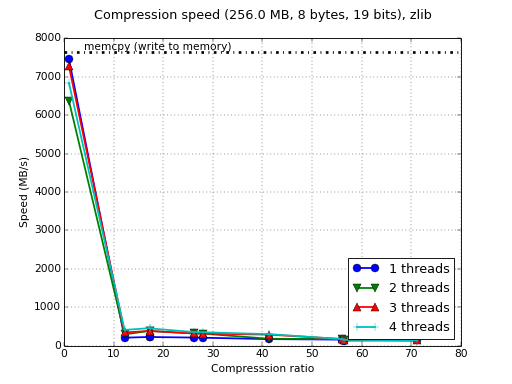 Compression speed (256.0 MB, 8 bytes, 19 bits), zlib
8000
memcpy (write to memory)
7000
6000
5000
4000
3000
2000
1000
0
Speed (MB/s)
1 threads
2 threads
3 threads
4 threads
0 10 20 30 40 50 60 70 80
Compresssion ratio